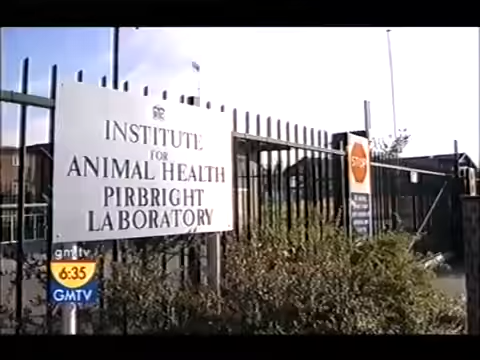 INSTITUTE
FOR
ANIMAL HEALTH
PIRBRIGHT
LABORATORY
STOP
gmtv
6:35
GMTV